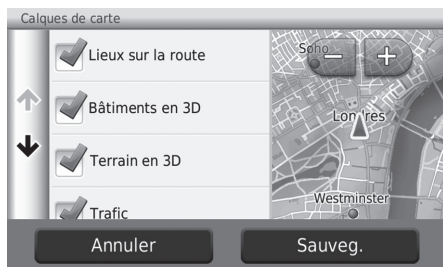 Calques de carte
Lieux sur la route
Bâtiments en 3D
Terrain en 3D
Trafic
Soho
Londres
Westminster
Annuler
Sauveg.